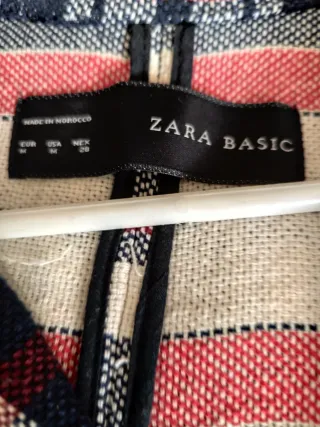 MADE IN MOROCCO
ZARA BASIC
EUR USA MEX
M M 28